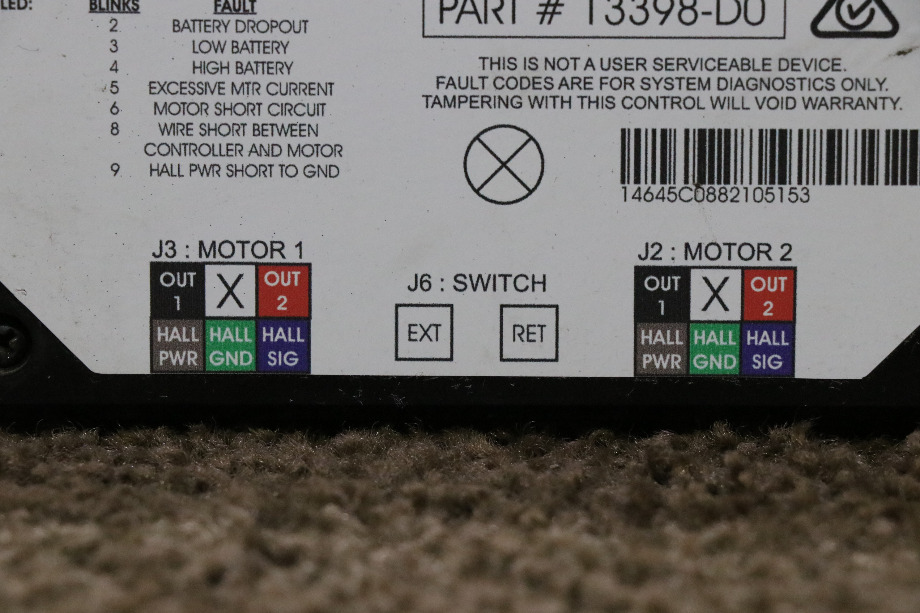 LED:
BLINKS FAULT
2 BATTERY DROPOUT
3 LOW BATTERY
4 HIGH BATTERY
5 EXCESSIVE MTR CURRENT
6 MOTOR SHORT CIRCUIT
8 WIRE SHORT BETWEEN
CONTROLLER AND MOTOR
9 HALL PWR SHORT TO GND
PART # 13398-D0
THIS IS NOT A USER SERVICEABLE DEVICE.
FAULT CODES ARE FOR SYSTEM DIAGNOSTICS ONLY.
TAMPERING WITH THIS CONTROL WILL VOID WARRANTY.
14645C0882105153
J3 : MOTOR 1
OUT 1 X OUT 2
HALL PWR HALL GND HALL SIG
J6 : SWITCH
EXT RET
J2 : MOTOR 2
OUT 1 X OUT 2
HALL PWR HALL GND HALL SIG